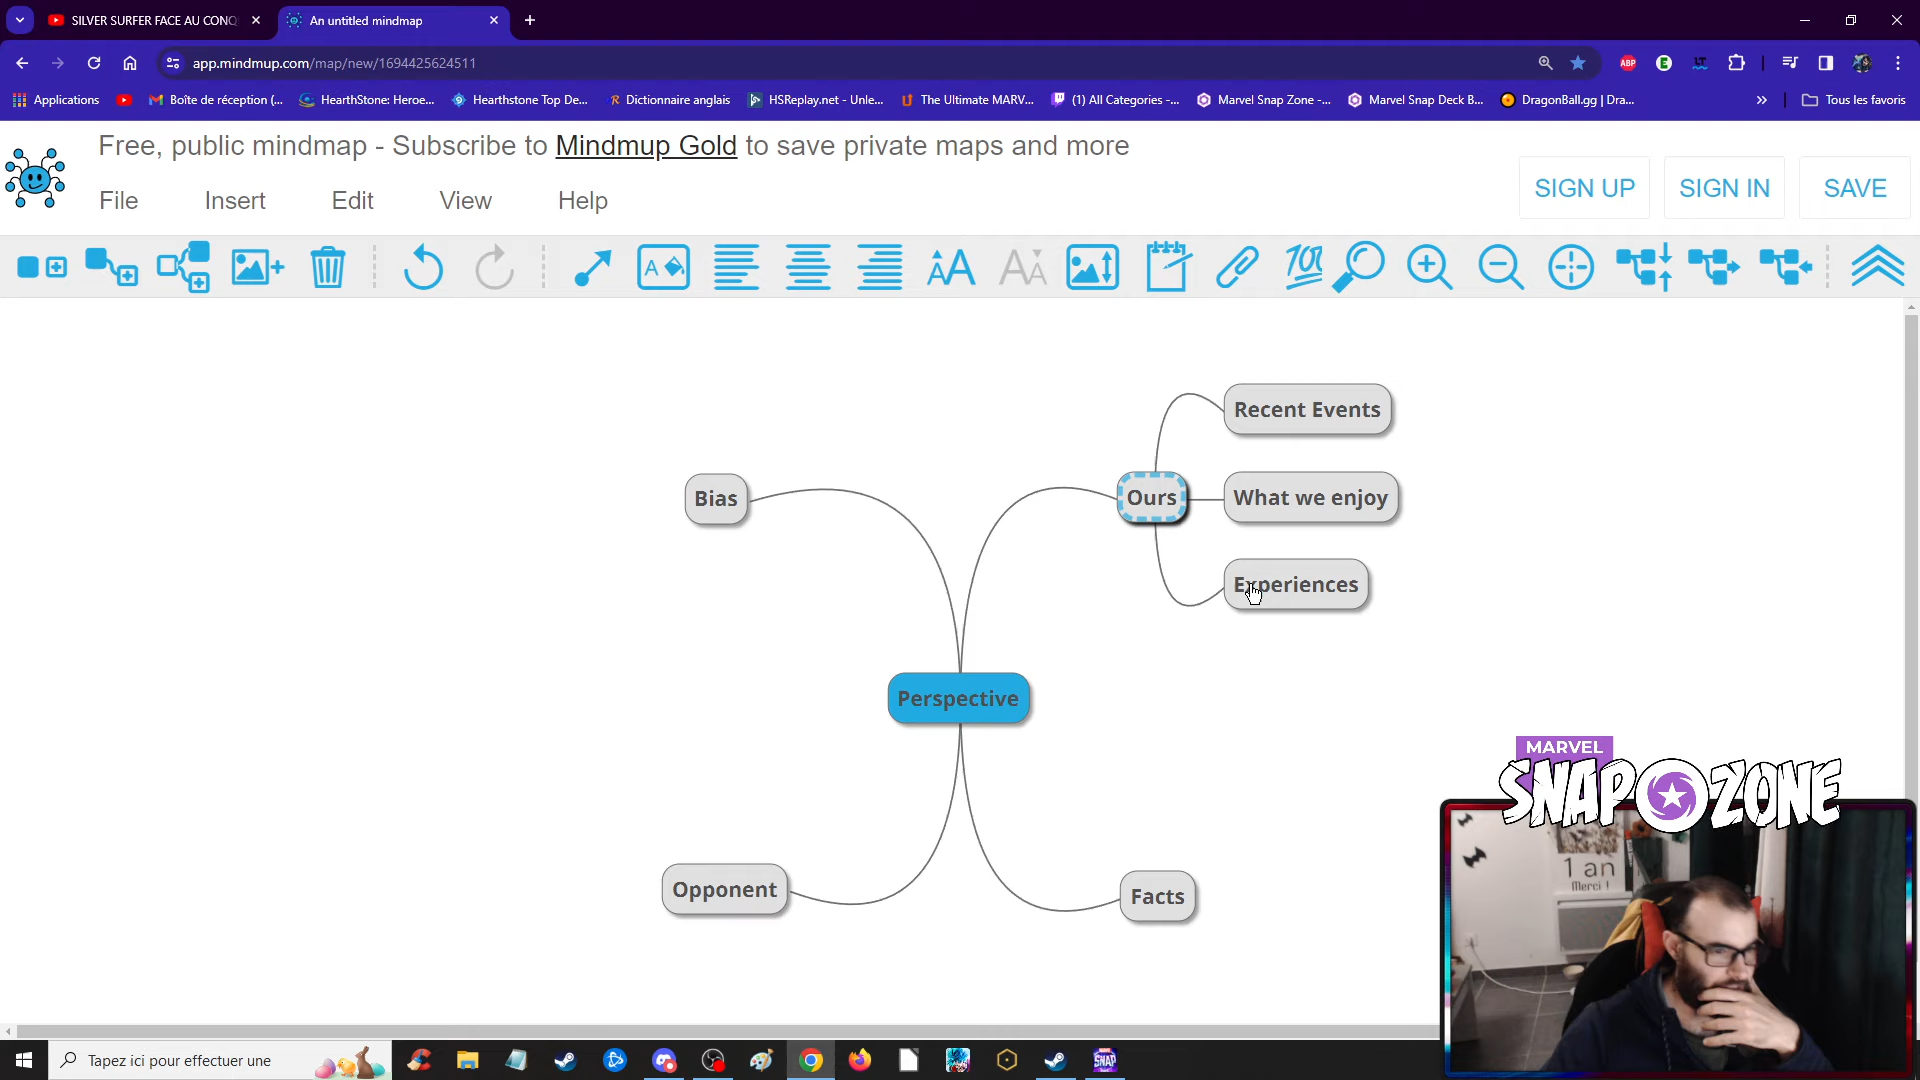 SILVER SURFER FACE AU CONQ
An untitled mindmap
app.mindmup.com/map/new/1694425624511
ABP
Applications
Boîte de réception (...
HearthStone: Heroe...
Hearthstone Top De...
Dictionnaire anglais
HSReplay.net - Unle...
The Ultimate MARV...
(1) All Categories -...
Marvel Snap Zone -...
Marvel Snap Deck B...
DragonBall.gg | Dra...
»
Tous les favoris
Free, public mindmap - Subscribe to Mindmup Gold to save private maps and more
File Insert Edit View Help
SIGN UP
SIGN IN
SAVE
Recent Events
Bias
Ours
What we enjoy
Experiences
Perspective
Opponent
Facts
MARVEL
SNAP ZONE
1 an
Merci !
Tapez ici pour effectuer une
SNAP